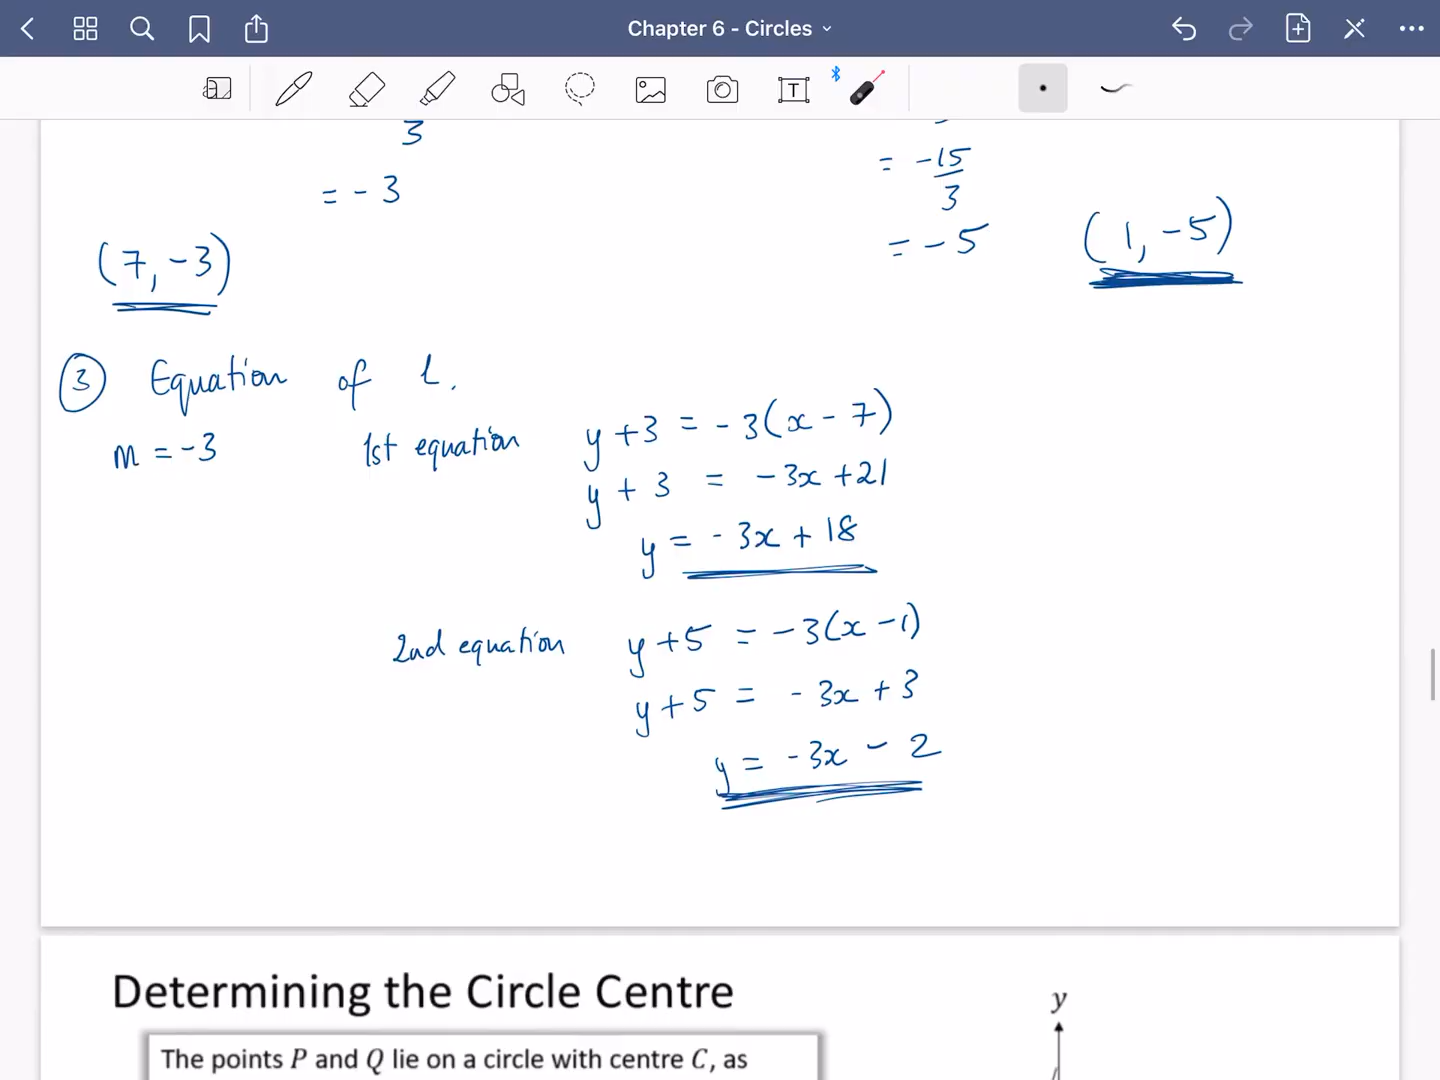 Chapter 6 - Circles
T
3
= -3
= -15/3
= -5
(1, -5)
(7, -3)
③ Equation of l.
m = -3
1st equation y + 3 = -3(x - 7)
y + 3 = -3x + 21
y = -3x + 18
2nd equation y + 5 = -3(x - 1)
y + 5 = -3x + 3
y = -3x - 2
Determining the Circle Centre
y
The points P and Q lie on a circle with centre C, as